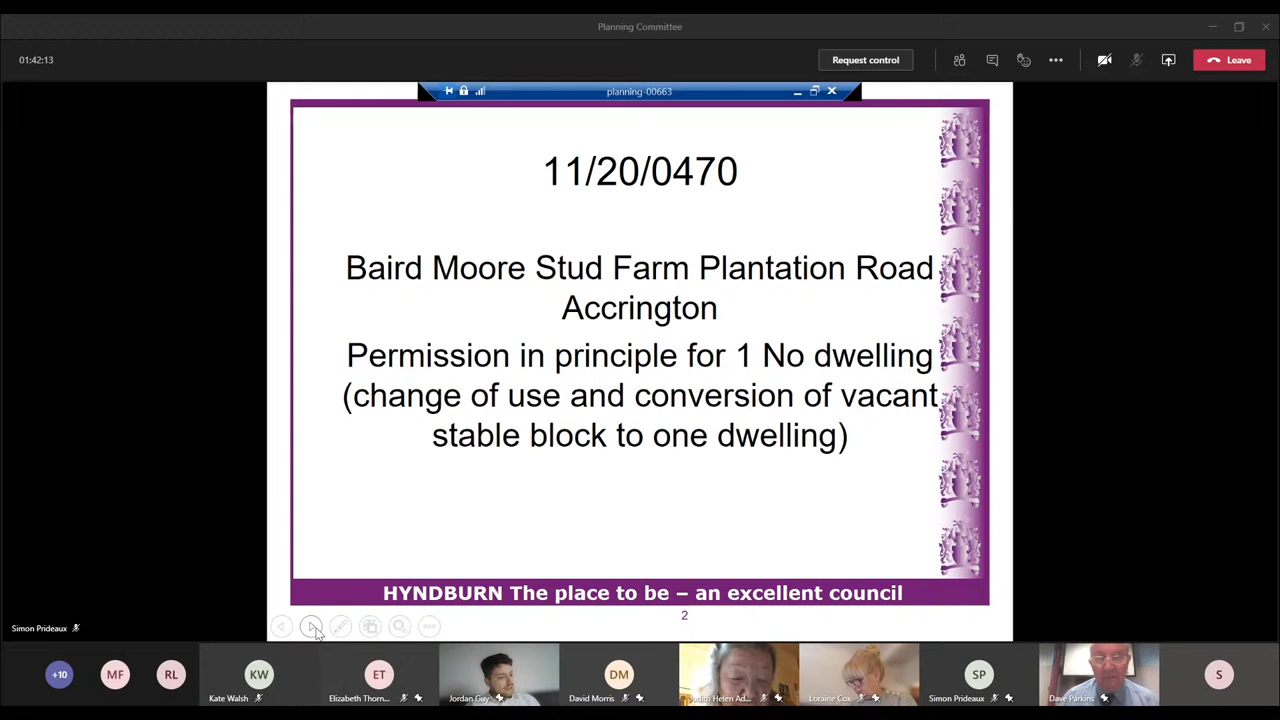 Planning Committee
01:42:13
Request control
Leave
planning-00663
11/20/0470
Baird Moore Stud Farm Plantation Road
Accrington
Permission in principle for 1 No dwelling
(change of use and conversion of vacant
stable block to one dwelling)
HYNDBURN The place to be – an excellent council
2
Simon Prideaux
+10
MF
RL
KW
ET
DM
SP
S
Kate Walsh
Elizabeth Thorn...
Jordan Guy
David Morris
Judith Helen Ad...
Loraine Cox
Simon Prideaux
Dave Parkins